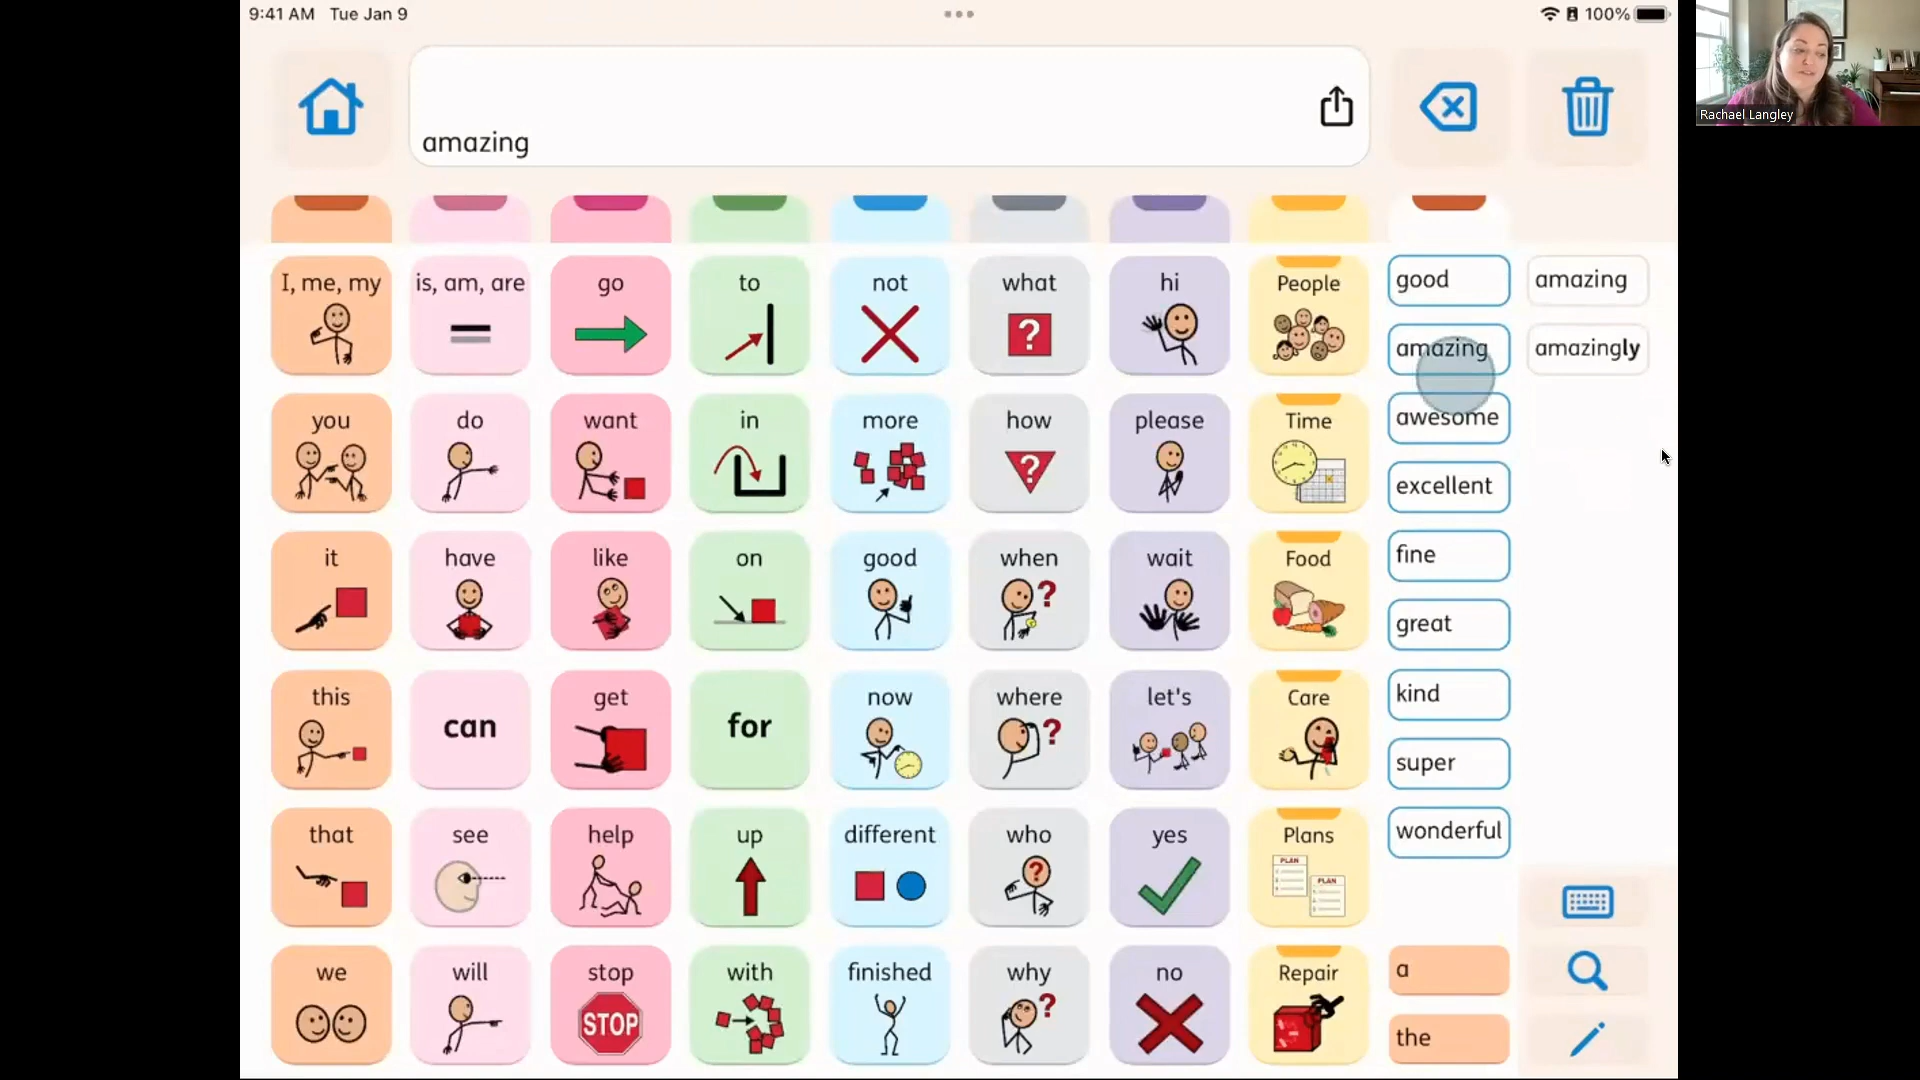 9:41 AM Tue Jan 9
100%
Rachael Langley
amazing
I, me, my
is, am, are
go
to
not
what
hi
People
good
amazing
amazing
amazingly
you
do
want
in
more
how
please
Time
awesome
excellent
it
have
like
on
good
when
wait
Food
fine
great
this
can
get
for
now
where
let's
Care
kind
super
that
see
help
up
different
who
yes
Plans
PLAN
PLAN
wonderful
we
will
stop
STOP
with
finished
why
no
Repair
a
the